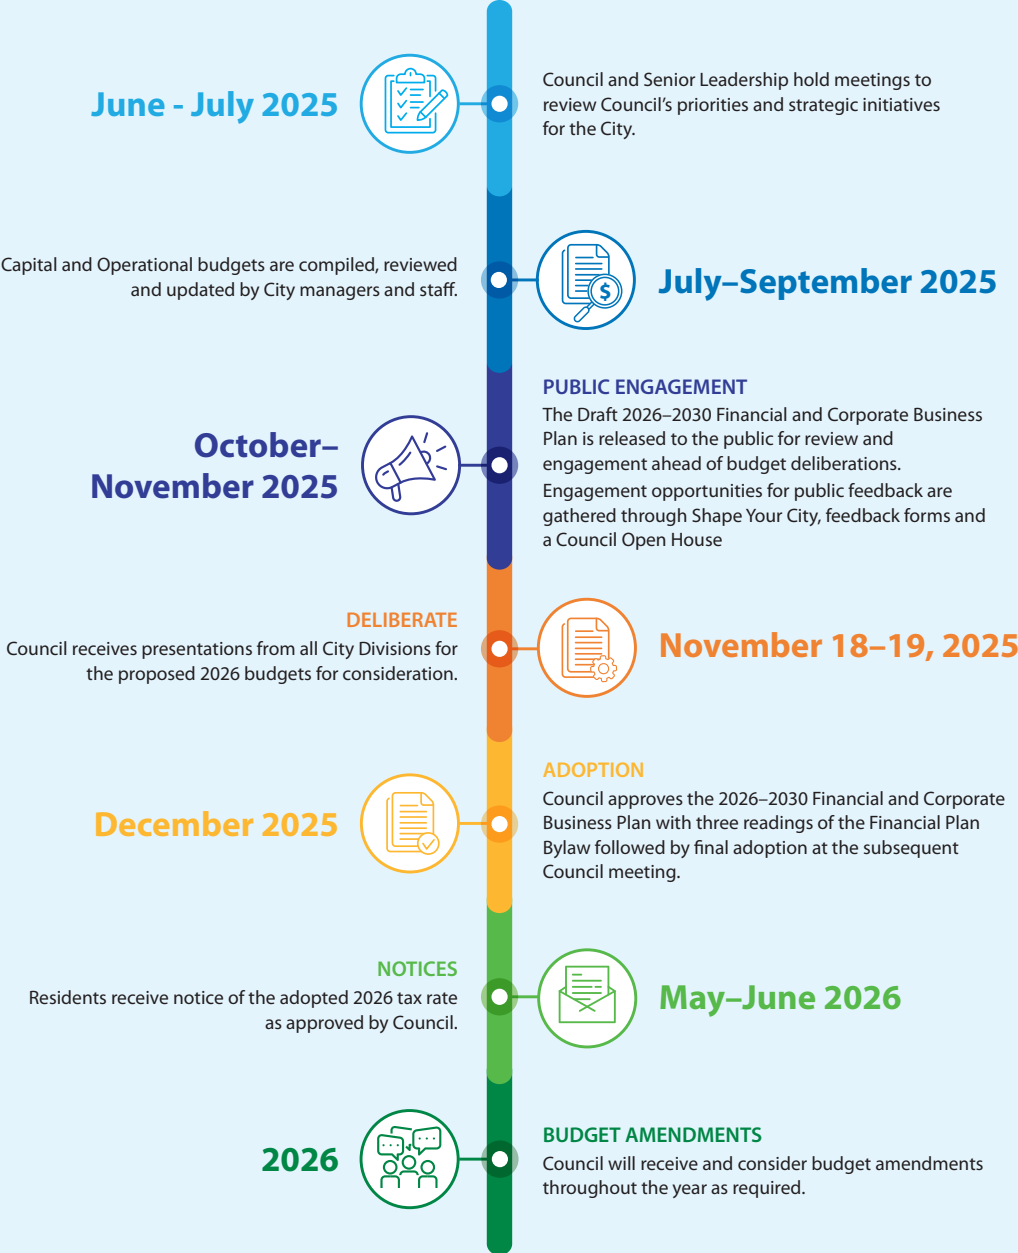 June - July 2025
Council and Senior Leadership hold meetings to
review Council's priorities and strategic initiatives
for the City.
Capital and Operational budgets are compiled, reviewed
and updated by City managers and staff.
$
July–September 2025
October–
November 2025
PUBLIC ENGAGEMENT
The Draft 2026–2030 Financial and Corporate Business
Plan is released to the public for review and
engagement ahead of budget deliberations.
Engagement opportunities for public feedback are
gathered through Shape Your City, feedback forms and
a Council Open House
DELIBERATE
Council receives presentations from all City Divisions for
the proposed 2026 budgets for consideration.
November 18–19, 2025
December 2025
ADOPTION
Council approves the 2026–2030 Financial and Corporate
Business Plan with three readings of the Financial Plan
Bylaw followed by final adoption at the subsequent
Council meeting.
NOTICES
Residents receive notice of the adopted 2026 tax rate
as approved by Council.
May–June 2026
2026
BUDGET AMENDMENTS
Council will receive and consider budget amendments
throughout the year as required.